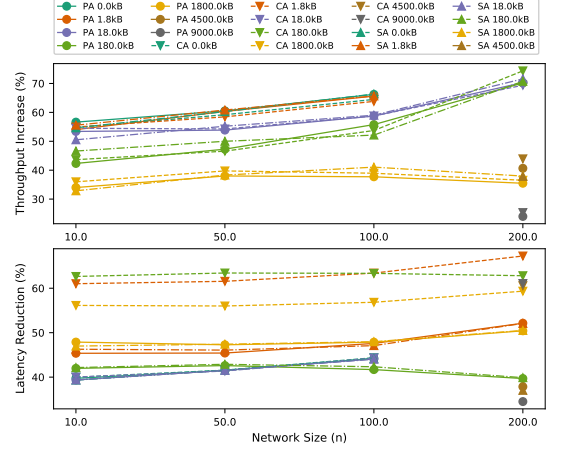 PA 0.0kB PA 1800.0kB CA 1.8kB CA 4500.0kB SA 18.0kB
PA 1.8kB PA 4500.0kB CA 18.0kB CA 9000.0kB SA 180.0kB
PA 18.0kB PA 9000.0kB CA 180.0kB SA 0.0kB SA 1800.0kB
PA 180.0kB CA 0.0kB CA 1800.0kB SA 1.8kB SA 4500.0kB
Throughput Increase (%)
70
60
50
40
30
10.0 50.0 100.0 200.0
Latency Reduction (%)
60
50
40
10.0 50.0 100.0 200.0
Network Size (n)